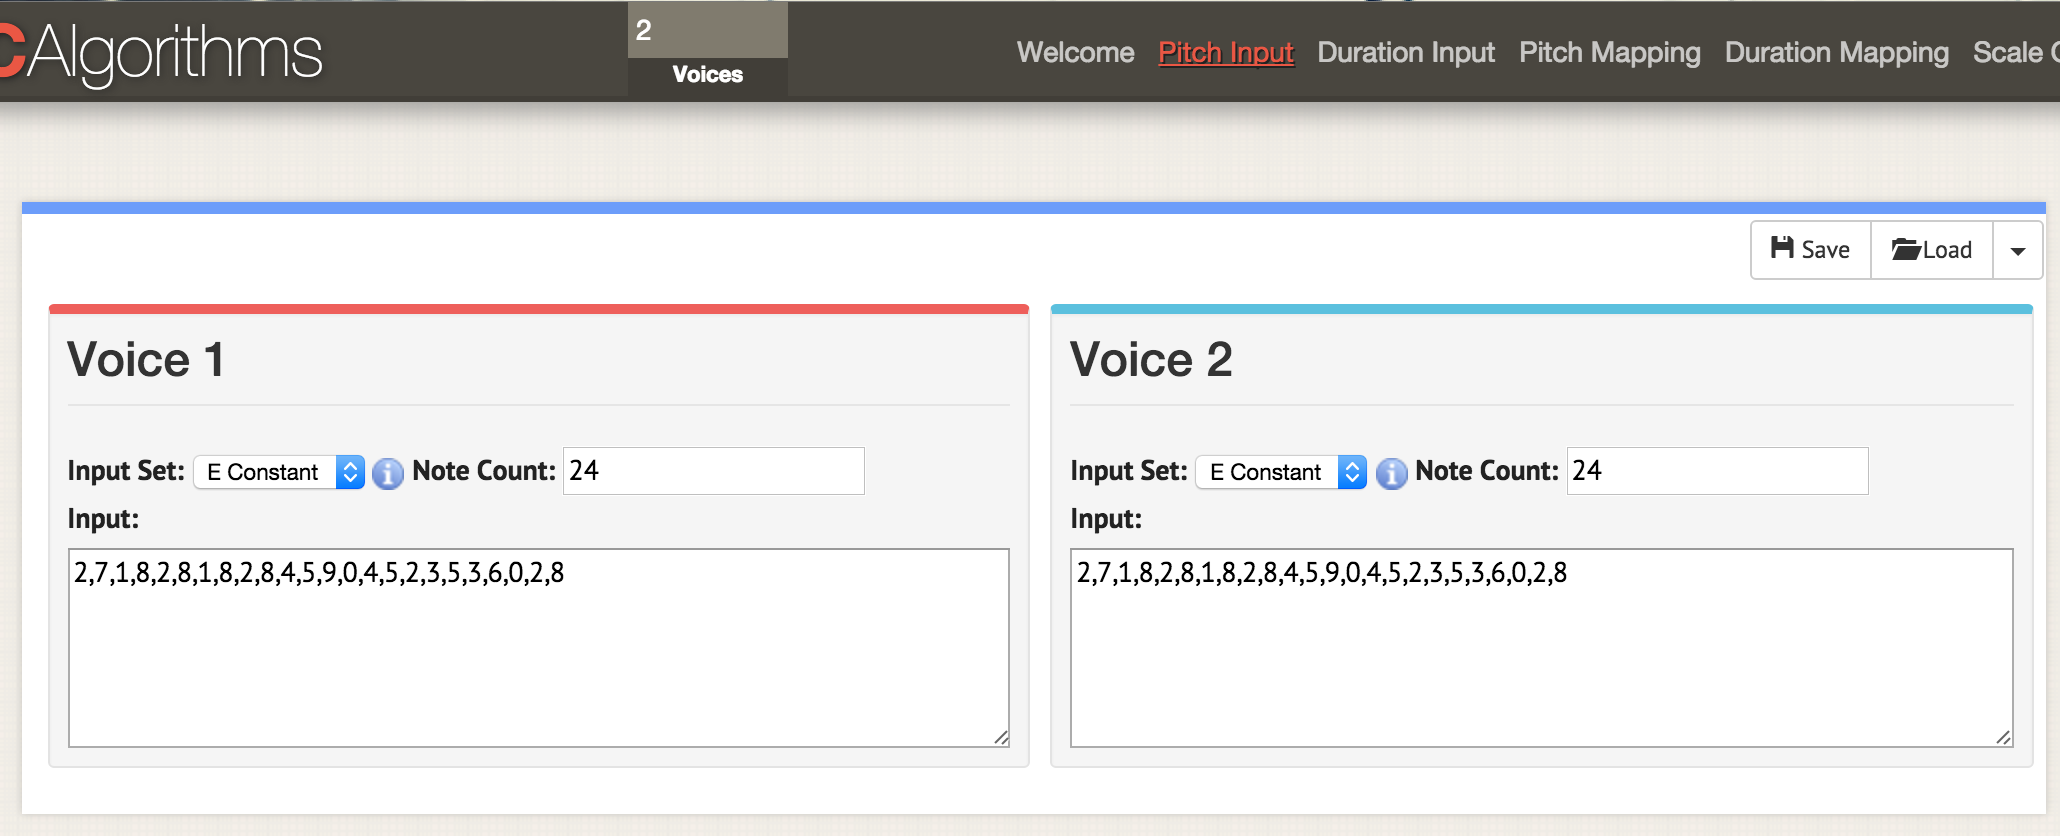 CAlgorithms
2
Voices
Welcome Pitch Input Duration Input Pitch Mapping Duration Mapping Scale
Save Load
Voice 1
Input Set: E Constant Note Count: 24
Input:
2,7,1,8,2,8,1,8,2,8,4,5,9,0,4,5,2,3,5,3,6,0,2,8
Voice 2
Input Set: E Constant Note Count: 24
Input:
2,7,1,8,2,8,1,8,2,8,4,5,9,0,4,5,2,3,5,3,6,0,2,8